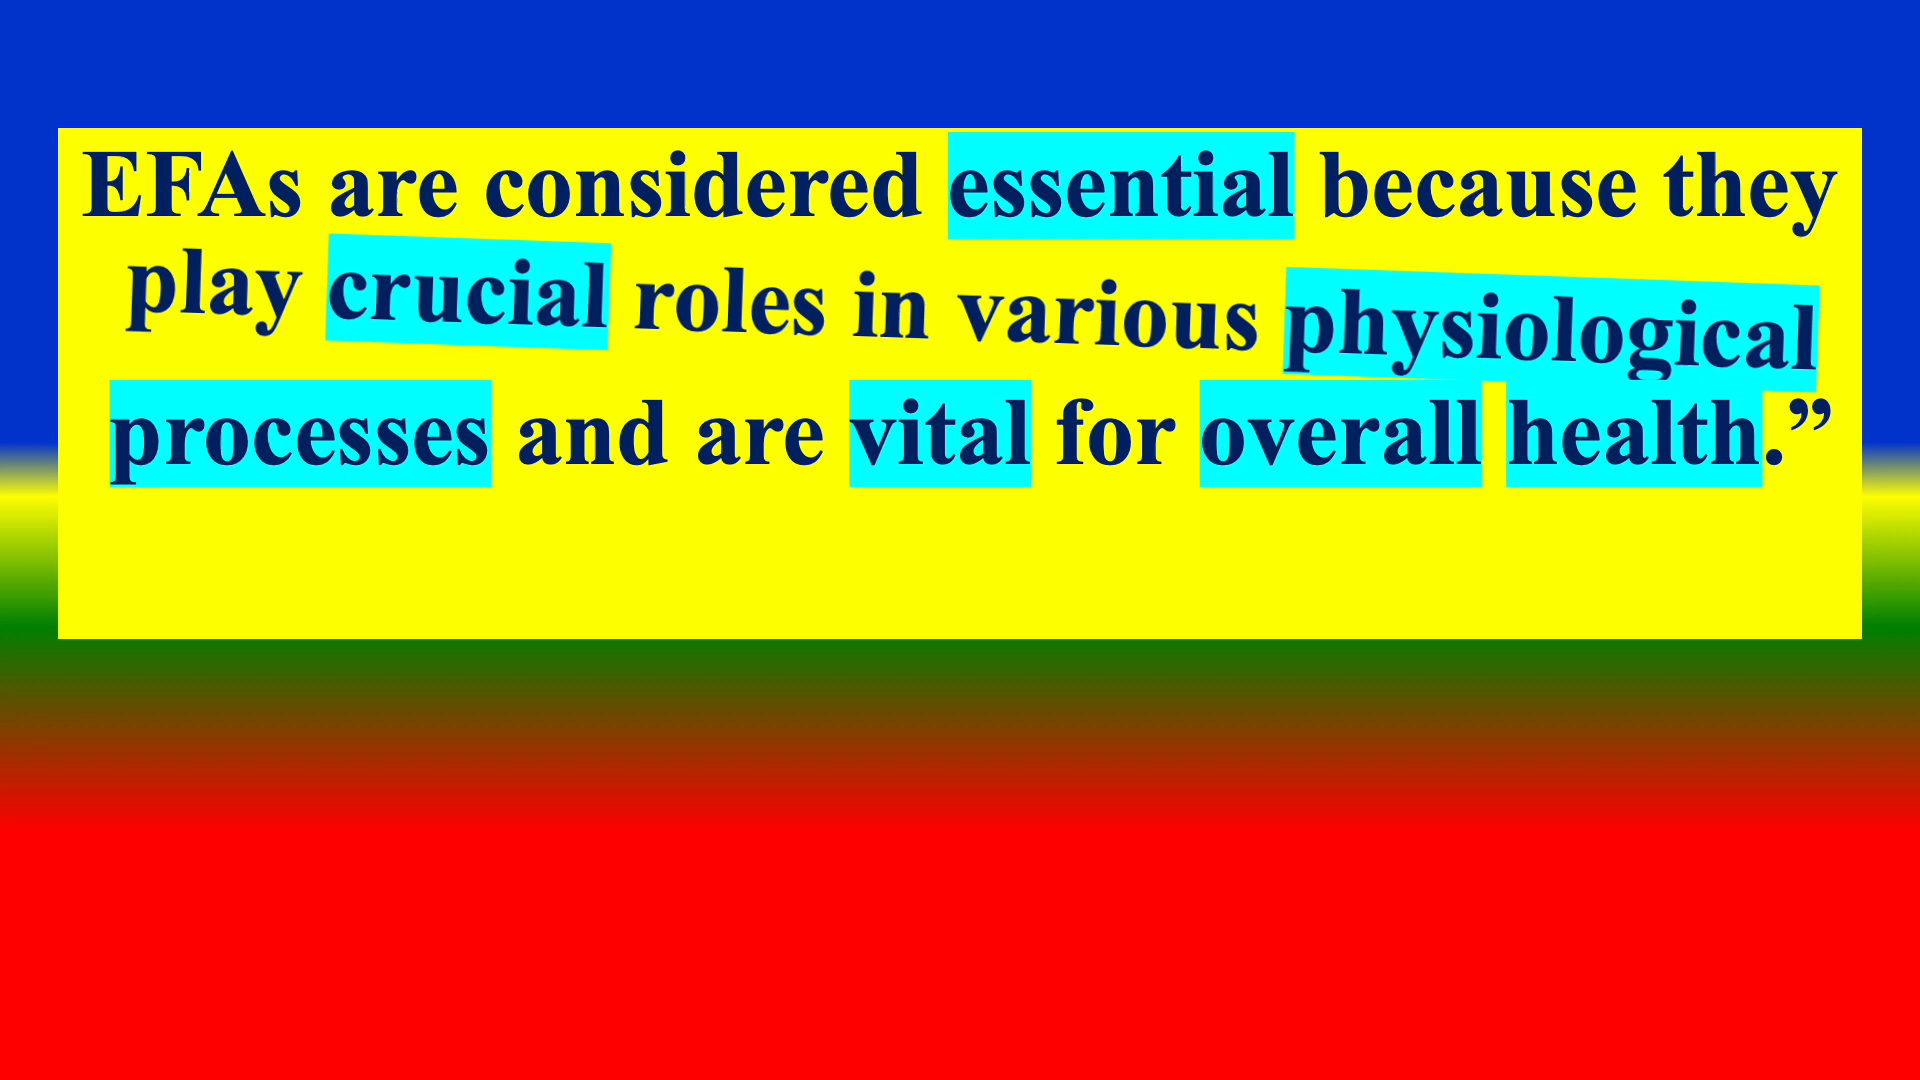 EFAs are considered essential because they
play crucial roles in various physiological
processes and are vital for overall health.”